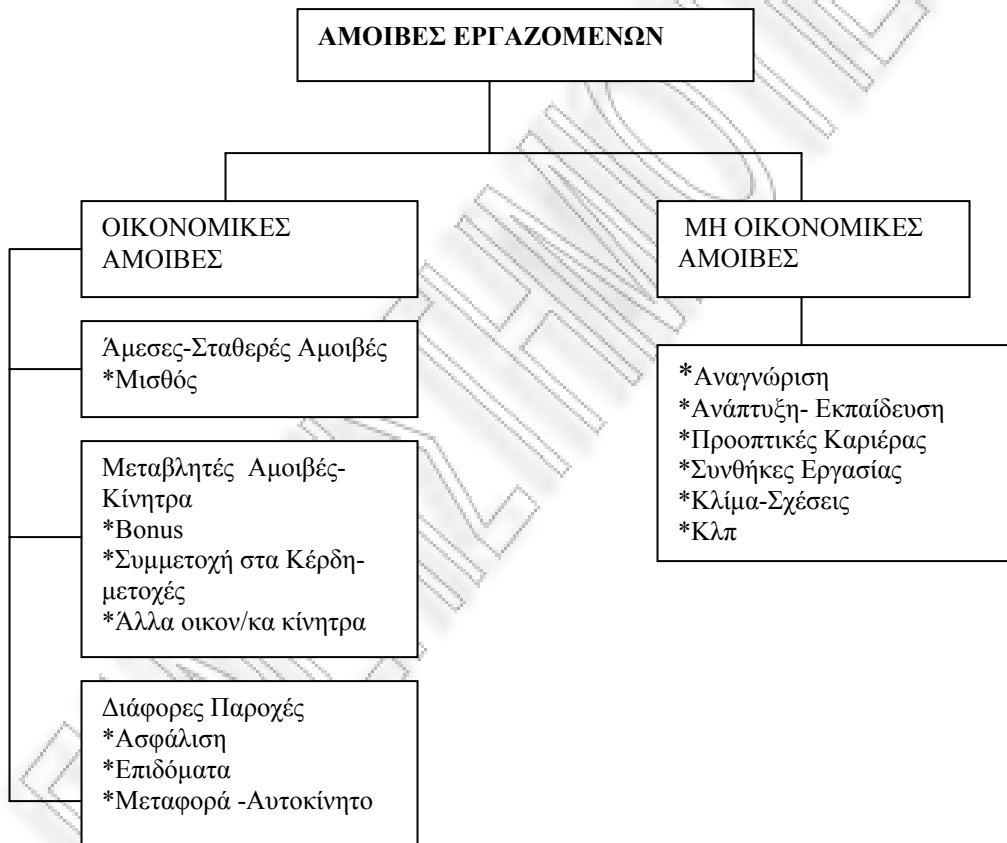 ΑΜΟΙΒΕΣ ΕΡΓΑΖΟΜΕΝΩΝ
ΟΙΚΟΝΟΜΙΚΕΣ
ΑΜΟΙΒΕΣ
Άμεσες-Σταθερές Αμοιβές
*Μισθός
Μεταβλητές Αμοιβές-
Κίνητρα
*Bonus
*Συμμετοχή στα Κέρδη-
μετοχές
*Άλλα οικον/κα κίνητρα
Διάφορες Παροχές
*Ασφάλιση
*Επιδόματα
*Μεταφορά -Αυτοκίνητο
ΜΗ ΟΙΚΟΝΟΜΙΚΕΣ
ΑΜΟΙΒΕΣ
*Αναγνώριση
*Ανάπτυξη- Εκπαίδευση
*Προοπτικές Καριέρας
*Συνθήκες Εργασίας
*Κλίμα-Σχέσεις
*Κλπ